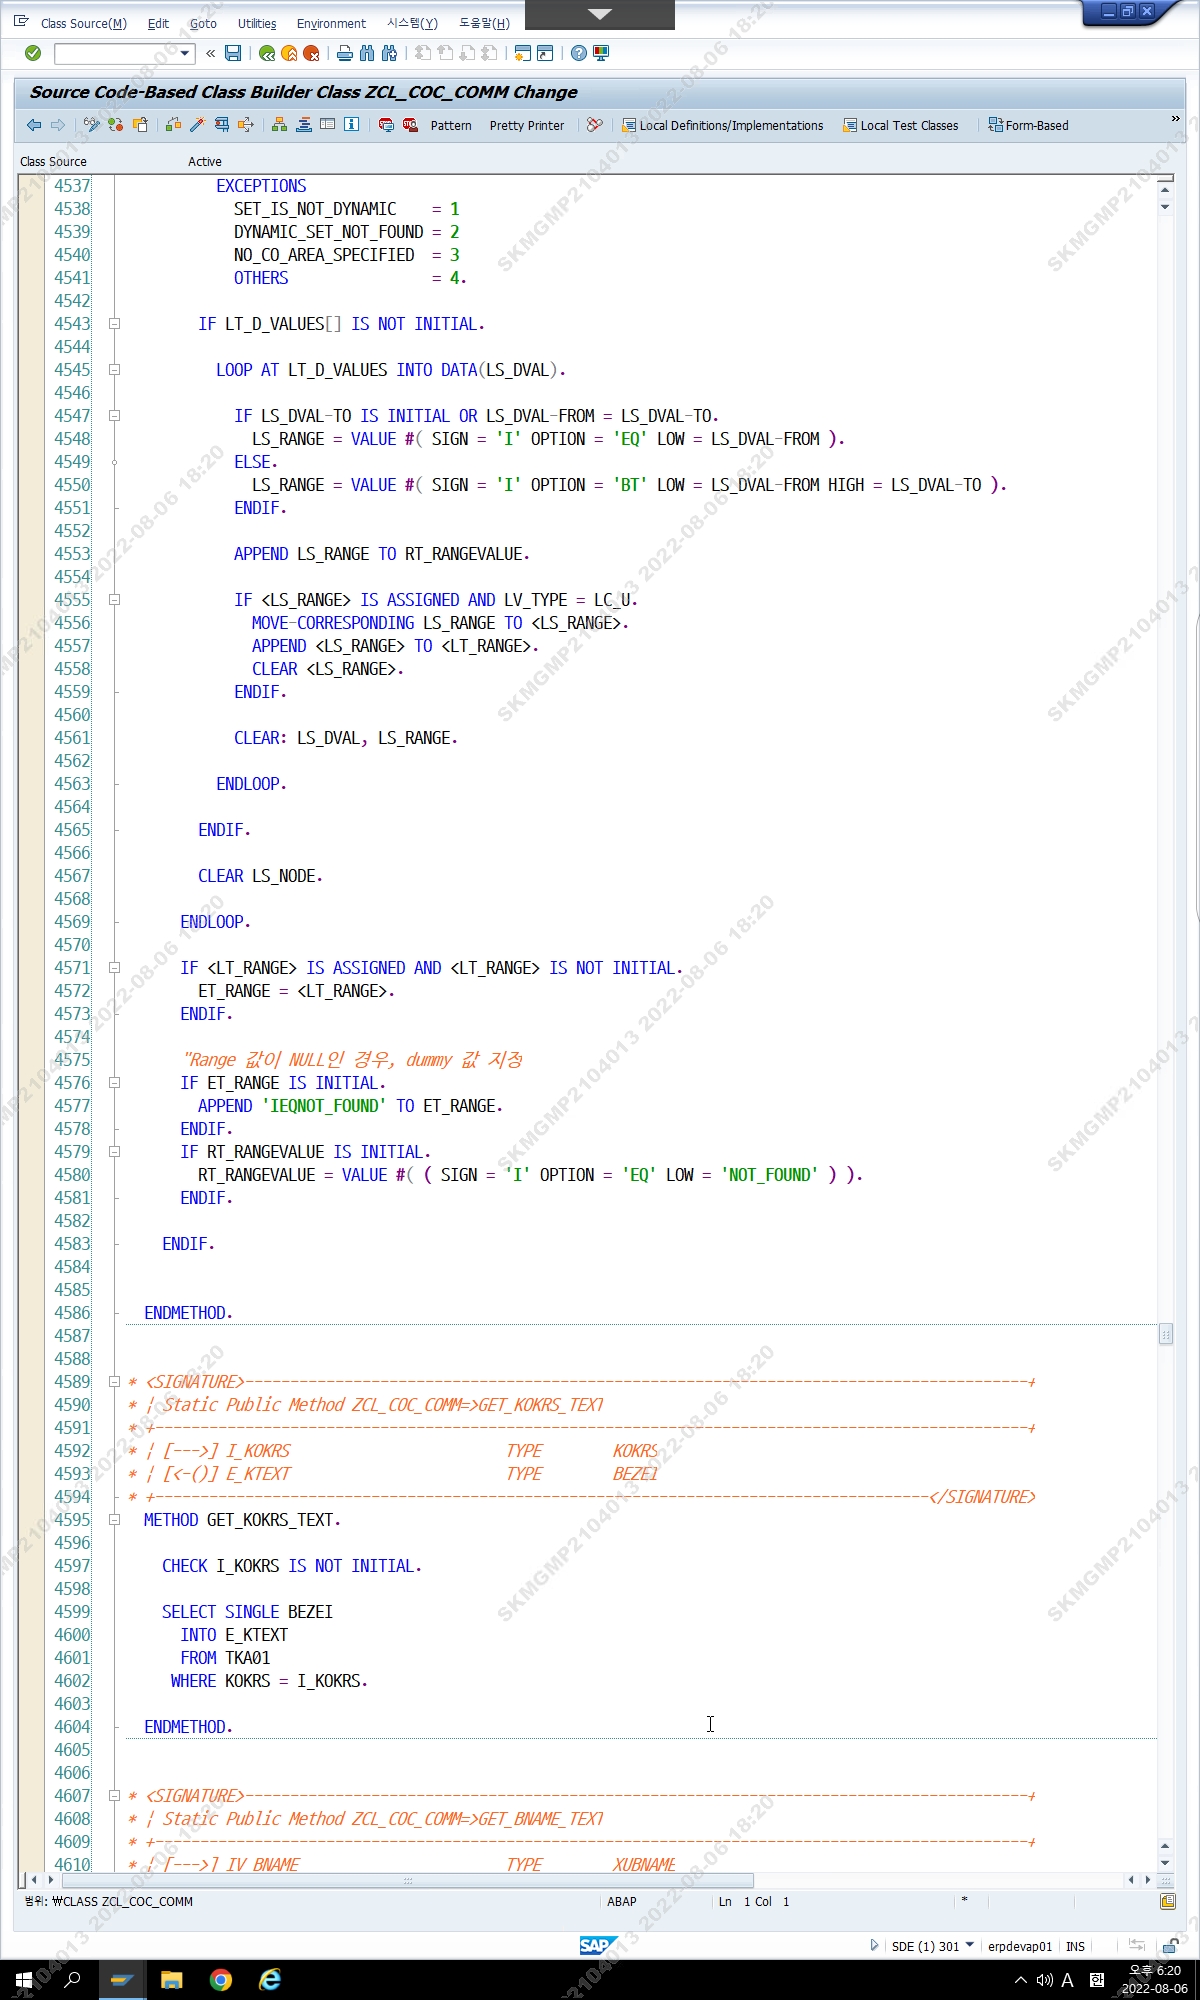 Class Source(M) Edit Goto Utilities Environment 시스템(Y) 도움말(H)
Source Code-Based Class Builder Class ZCL_COC_COMM Change
Pattern Pretty Printer Local Definitions/Implementations Local Test Classes Form-Based »
Class Source Active
4537 EXCEPTIONS
4538 SET_IS_NOT_DYNAMIC = 1
4539 DYNAMIC_SET_NOT_FOUND = 2
4540 NO_CO_AREA_SPECIFIED = 3
4541 OTHERS = 4.
4542
4543 IF LT_D_VALUES[] IS NOT INITIAL.
4544
4545 LOOP AT LT_D_VALUES INTO DATA(LS_DVAL).
4546
4547 IF LS_DVAL-TO IS INITIAL OR LS_DVAL-FROM = LS_DVAL-TO.
4548 LS_RANGE = VALUE #( SIGN = 'I' OPTION = 'EQ' LOW = LS_DVAL-FROM ).
4549 ELSE.
4550 LS_RANGE = VALUE #( SIGN = 'I' OPTION = 'BT' LOW = LS_DVAL-FROM HIGH = LS_DVAL-TO ).
4551 ENDIF.
4552
4553 APPEND LS_RANGE TO RT_RANGEVALUE.
4554
4555 IF <LS_RANGE> IS ASSIGNED AND LV_TYPE = LC_U.
4556 MOVE-CORRESPONDING LS_RANGE TO <LS_RANGE>.
4557 APPEND <LS_RANGE> TO <LT_RANGE>.
4558 CLEAR <LS_RANGE>.
4559 ENDIF.
4560
4561 CLEAR: LS_DVAL, LS_RANGE.
4562
4563 ENDLOOP.
4564
4565 ENDIF.
4566
4567 CLEAR LS_NODE.
4568
4569 ENDLOOP.
4570
4571 IF <LT_RANGE> IS ASSIGNED AND <LT_RANGE> IS NOT INITIAL.
4572 ET_RANGE = <LT_RANGE>.
4573 ENDIF.
4574
4575 "Range 값이 NULL인 경우, dummy 값 지정
4576 IF ET_RANGE IS INITIAL.
4577 APPEND 'IEQNOT_FOUND' TO ET_RANGE.
4578 ENDIF.
4579 IF RT_RANGEVALUE IS INITIAL.
4580 RT_RANGEVALUE = VALUE #( ( SIGN = 'I' OPTION = 'EQ' LOW = 'NOT_FOUND' ) ).
4581 ENDIF.
4582
4583 ENDIF.
4584
4585
4586 ENDMETHOD.
4587
4588
4589 * <SIGNATURE>---------------------------------------------------------------------------------------+
4590 * | Static Public Method ZCL_COC_COMM=>GET_KOKRS_TEXT
4591 * +-------------------------------------------------------------------------------------------------+
4592 * | [--->] I_KOKRS TYPE KOKRS
4593 * | [<-()] E_KTEXT TYPE BEZEI
4594 * +--------------------------------------------------------------------------------------</SIGNATURE>
4595 METHOD GET_KOKRS_TEXT.
4596
4597 CHECK I_KOKRS IS NOT INITIAL.
4598
4599 SELECT SINGLE BEZEI
4600 INTO E_KTEXT
4601 FROM TKA01
4602 WHERE KOKRS = I_KOKRS.
4603
4604 ENDMETHOD.
4605
4606
4607 * <SIGNATURE>---------------------------------------------------------------------------------------+
4608 * | Static Public Method ZCL_COC_COMM=>GET_BNAME_TEXT
4609 * +-------------------------------------------------------------------------------------------------+
4610 * | [--->] IV_BNAME TYPE XUBNAME
범위: ₩CLASS ZCL_COC_COMM ABAP Ln 1 Col 1 *
SAP SDE (1) 301 erpdevap01 INS
A 한 오후 6:20
2022-08-06
SKMGMP2104013 2022-08-06 18:20